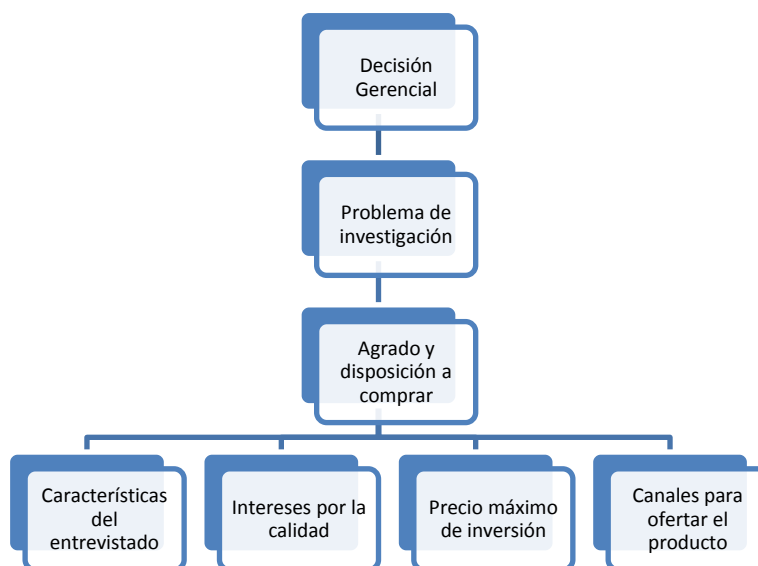 Decisión
Gerencial
Problema de
investigación
Agrado y
disposición a
comprar
Características
del
entrevistado
Intereses por la
calidad
Precio máximo
de inversión
Canales para
ofertar el
producto